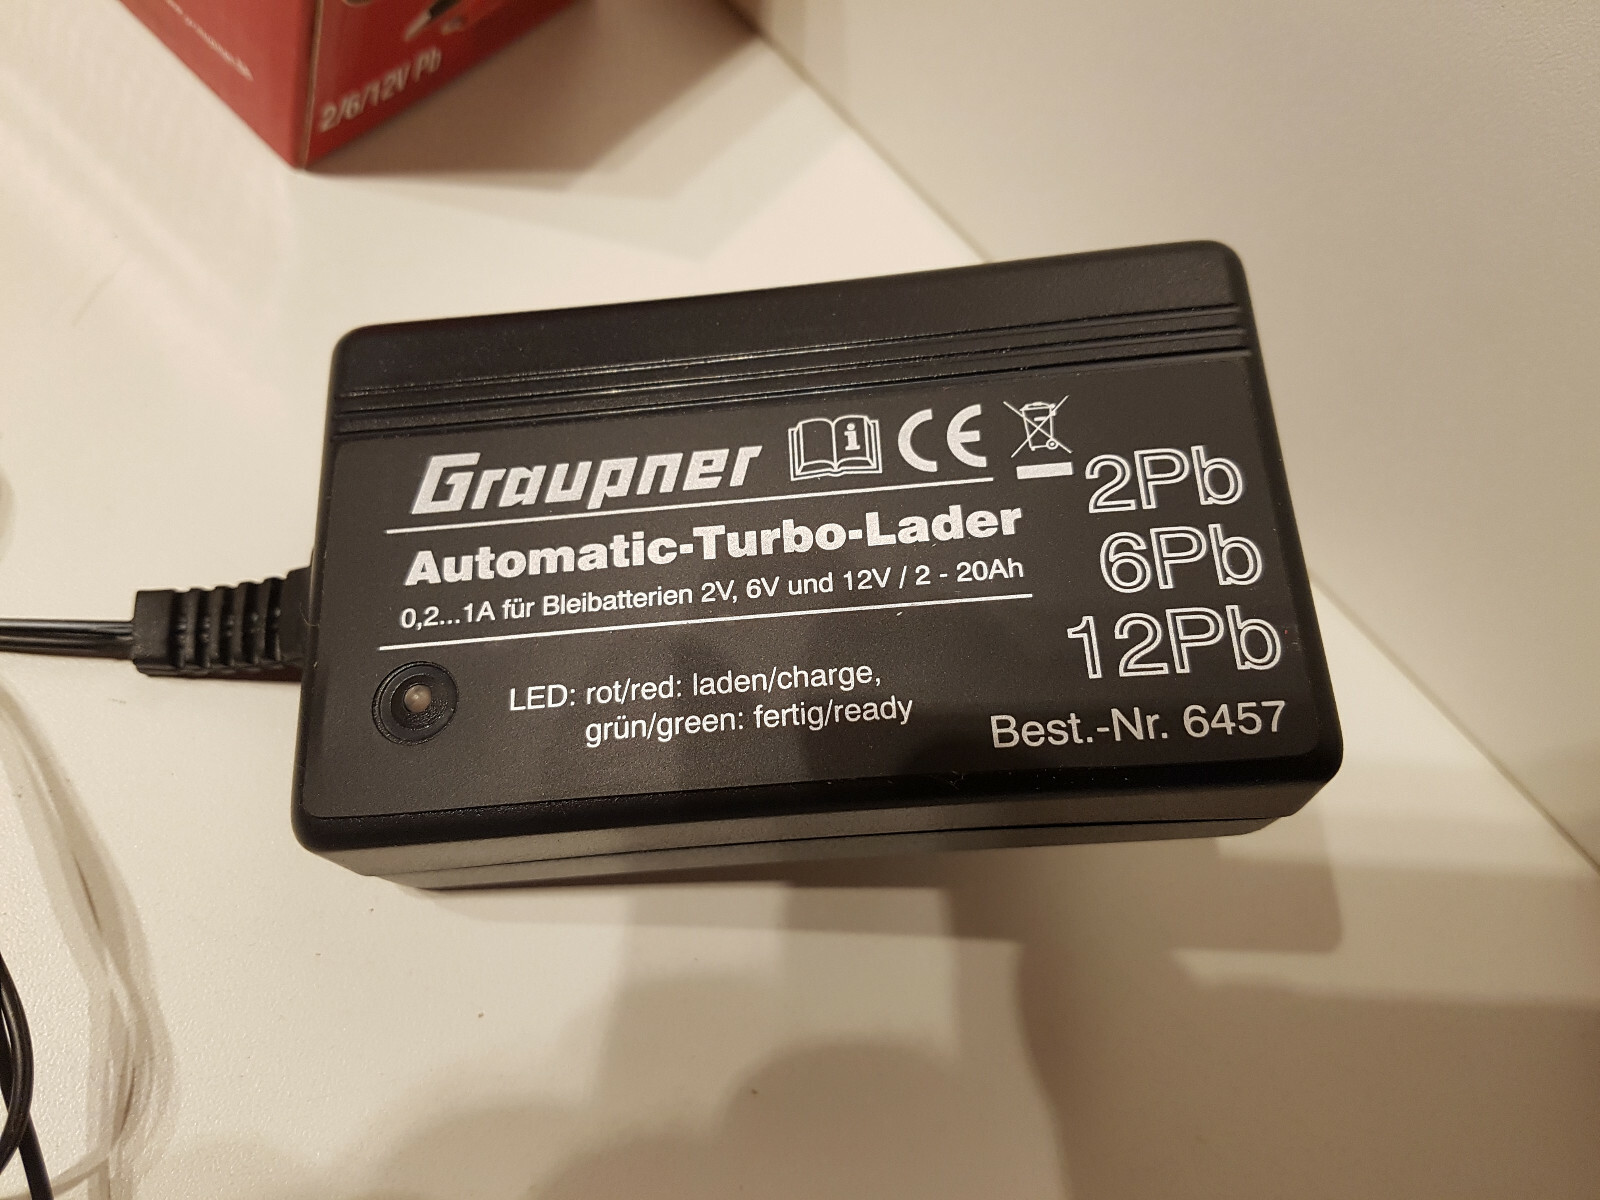 2/6/12V Pb
Graupner
Automatic-Turbo-Lader
0,2...1A für Bleibatterien 2V, 6V und 12V / 2 - 20Ah
2Pb
6Pb
12Pb
LED: rot/red: laden/charge,
grün/green: fertig/ready
Best.-Nr. 6457